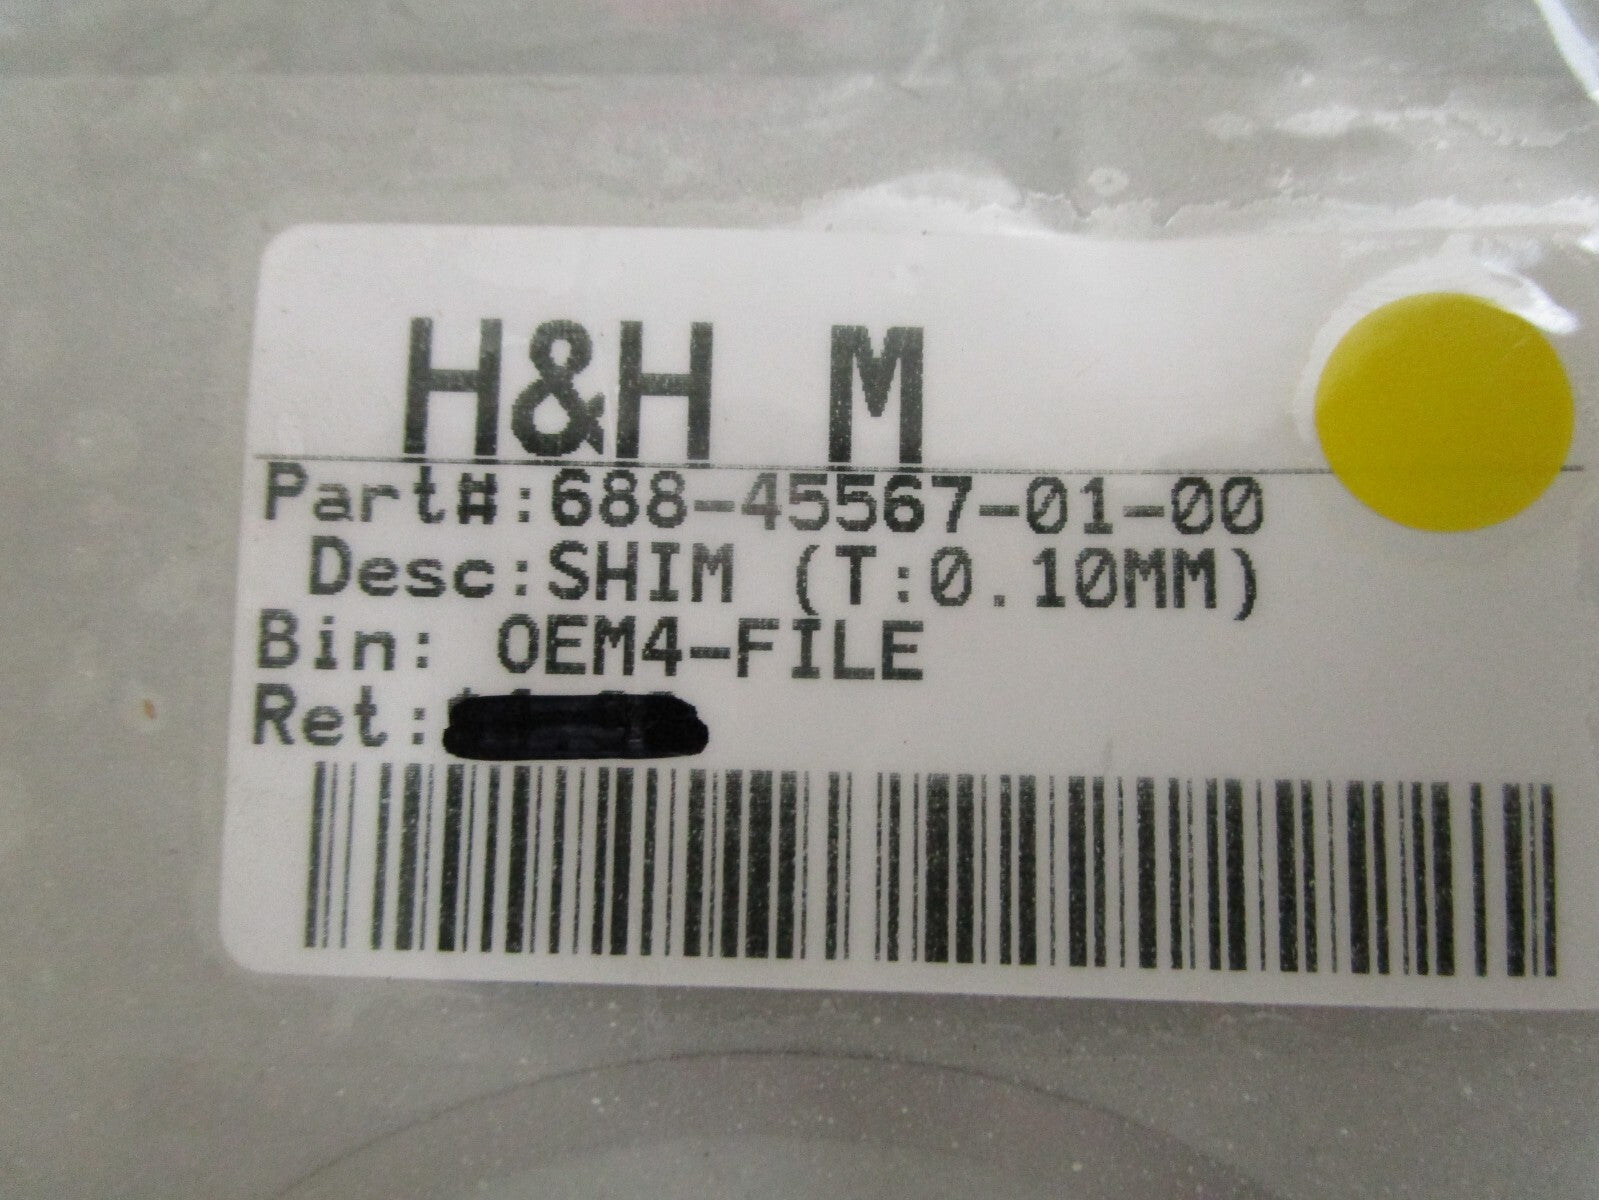 H&H M
Part#:688-45567-01-00
Desc:SHIM (T:0.10MM)
Bin: OEM4-FILE
Ret: